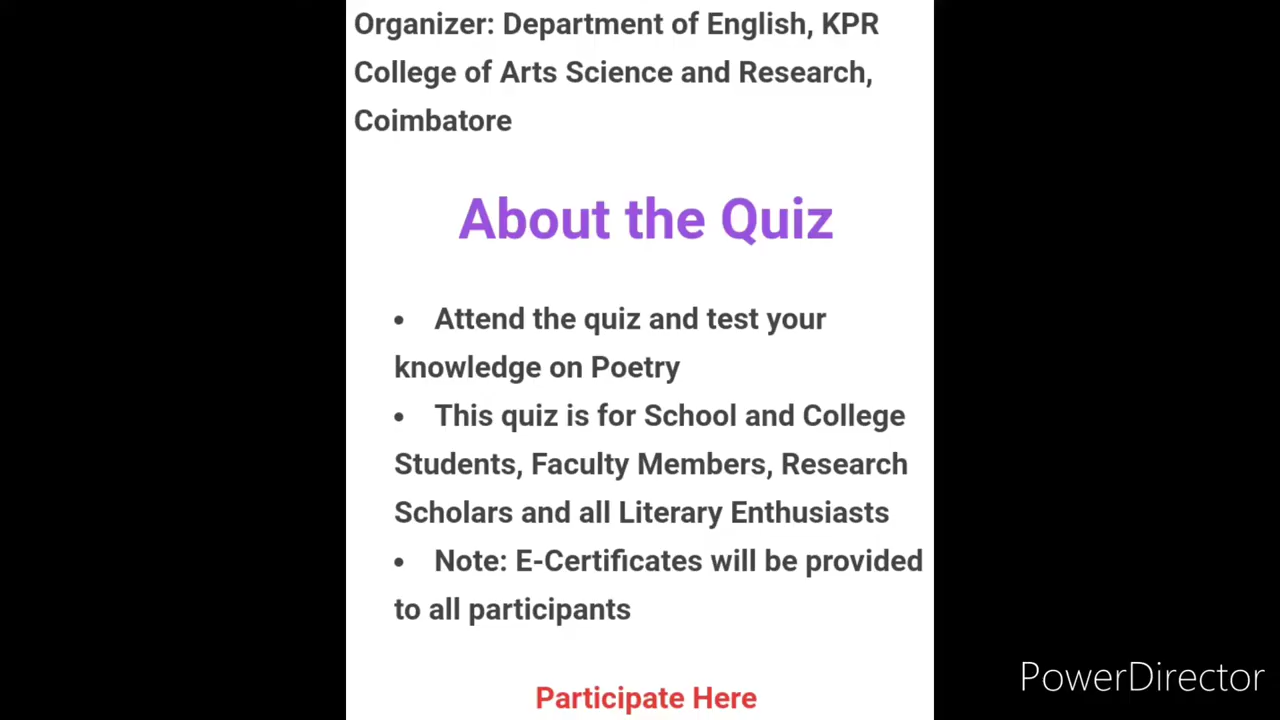 Organizer: Department of English, KPR
College of Arts Science and Research,
Coimbatore
About the Quiz
• Attend the quiz and test your
knowledge on Poetry
• This quiz is for School and College
Students, Faculty Members, Research
Scholars and all Literary Enthusiasts
• Note: E-Certificates will be provided
to all participants
Participate Here
PowerDirector